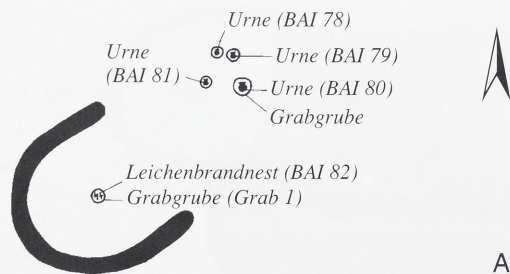 Urne (BAI 78)
Urne
(BAI 81)
Urne (BAI 79)
Urne (BAI 80)
Grabgrube
Leichenbrandnest (BAI 82)
Grabgrube (Grab 1)
A